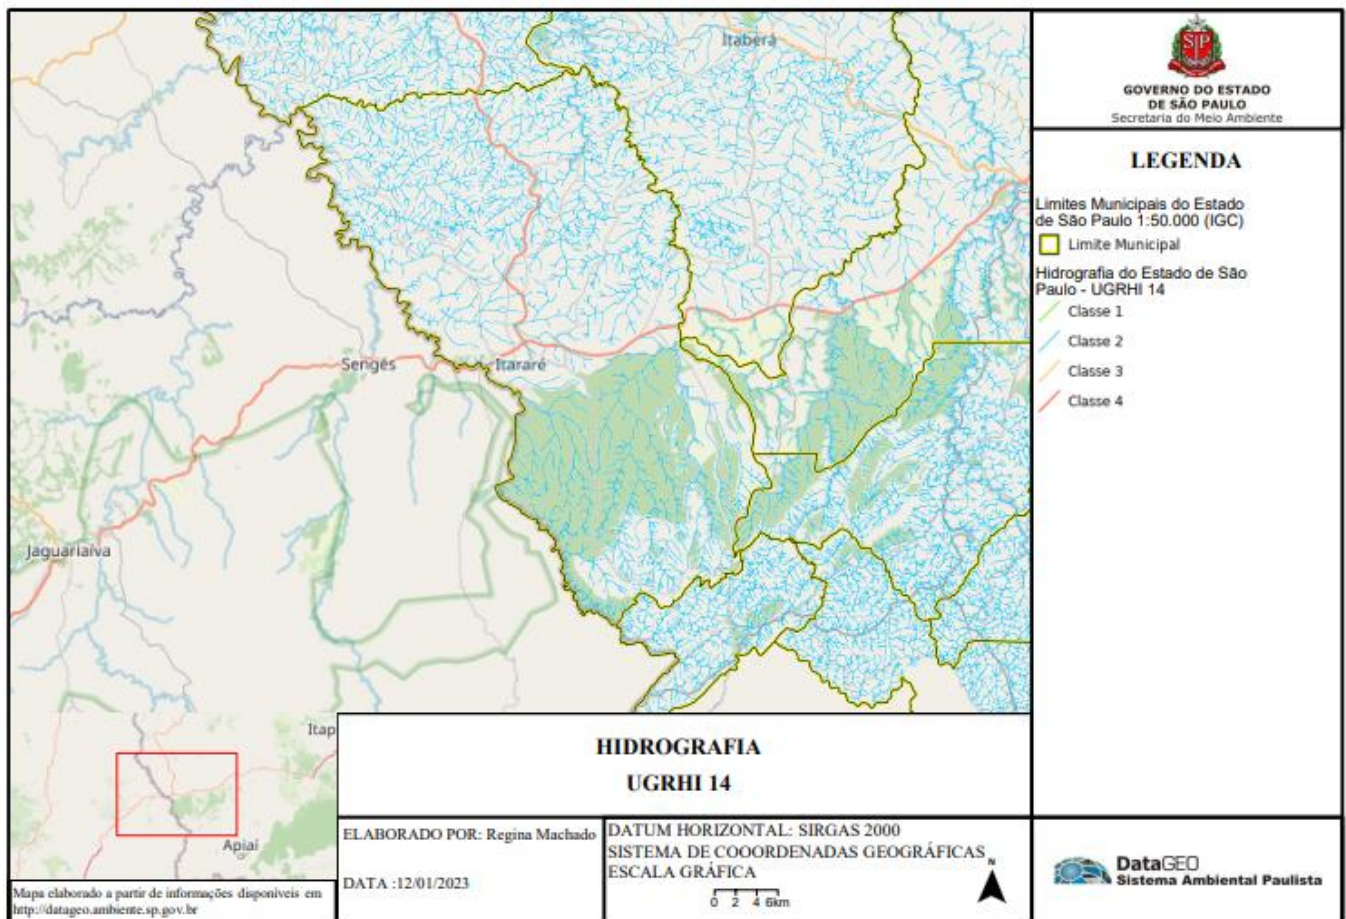 Itaberá
Sengés
Itararé
Jaguariaíva
Itap
Apiaí
Mapa elaborado a partir de informações disponíveis em
http://datageo.ambiente.sp.gov.br
HIDROGRAFIA
UGRHI 14
ELABORADO POR: Regina Machado
DATA :12/01/2023
DATUM HORIZONTAL: SIRGAS 2000
SISTEMA DE COOORDENADAS GEOGRÁFICAS
ESCALA GRÁFICA
0 2 4 6km
N
SP
GOVERNO DO ESTADO
DE SÃO PAULO
Secretaria do Meio Ambiente
LEGENDA
Limites Municipais do Estado
de São Paulo 1:50.000 (IGC)
Limite Municipal
Hidrografia do Estado de São
Paulo - UGRHI 14
Classe 1
Classe 2
Classe 3
Classe 4
DataGEO
Sistema Ambiental Paulista